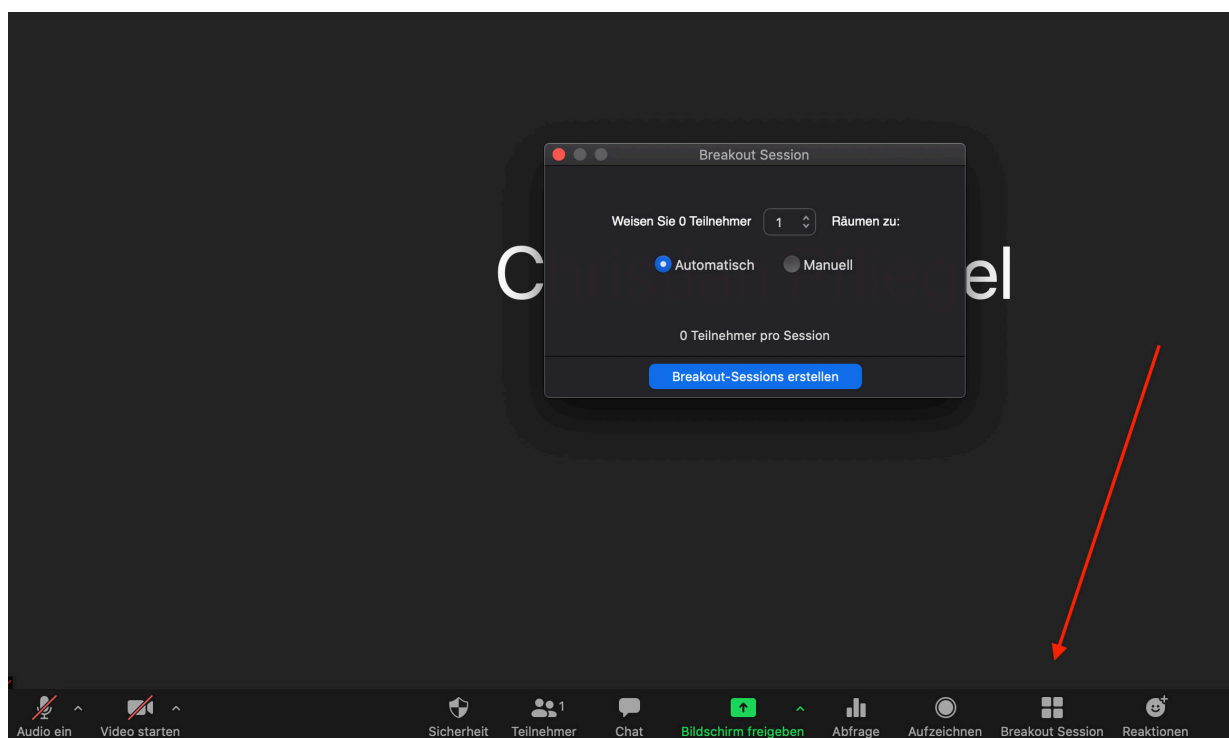 Breakout Session
Weisen Sie 0 Teilnehmer 1 Räumen zu:
C el
Automatisch Manuell
0 Teilnehmer pro Session
Breakout-Sessions erstellen
Audio ein Video starten Sicherheit Teilnehmer 1 Chat Bildschirm freigeben Abfrage Aufzeichnen Breakout Session Reaktionen